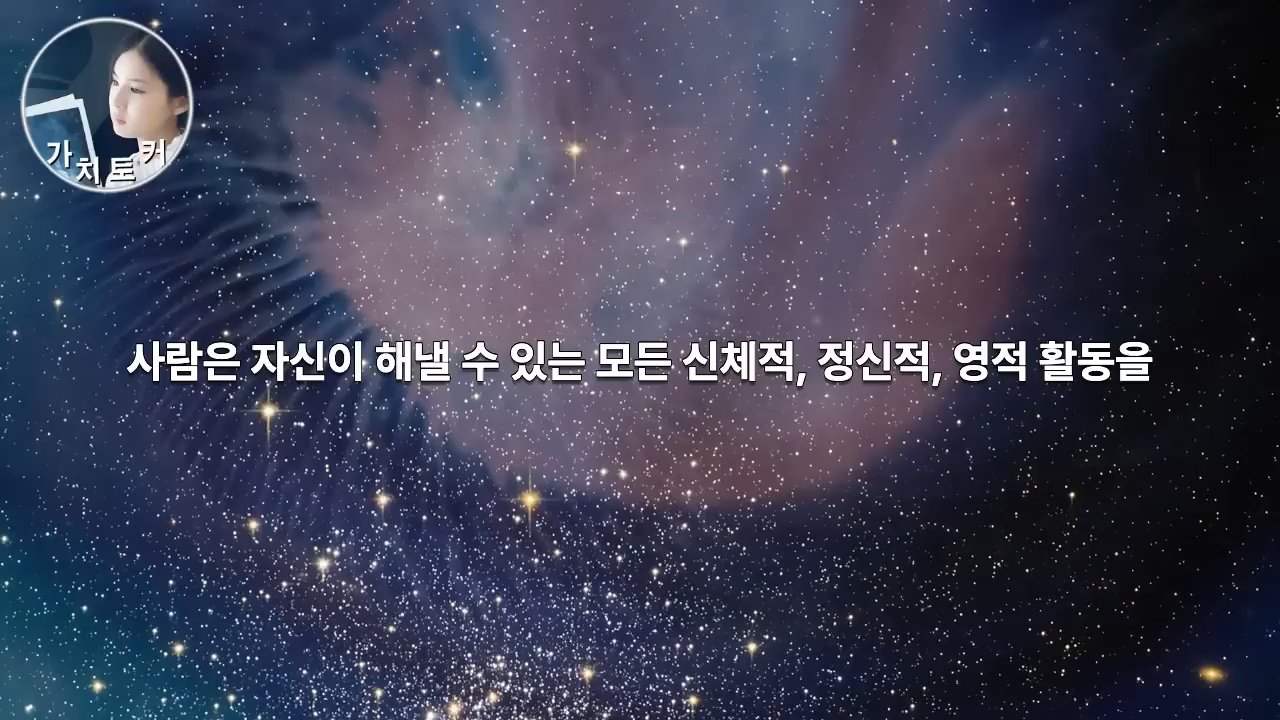 가치토커
사람은 자신이 해낼 수 있는 모든 신체적, 정신적, 영적 활동을